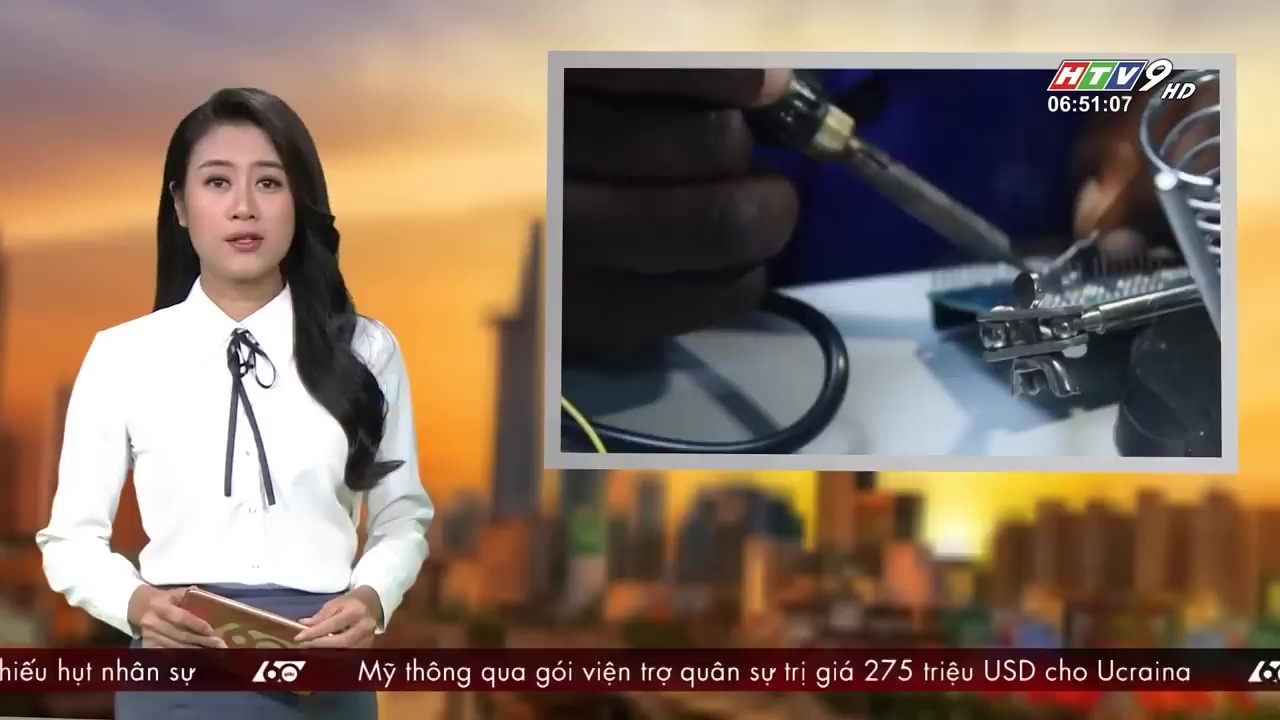 HTV9 HD
06:51:07
hiếu hụt nhân sự 60 Mỹ thông qua gói viện trợ quân sự trị giá 275 triệu USD cho Ucraina